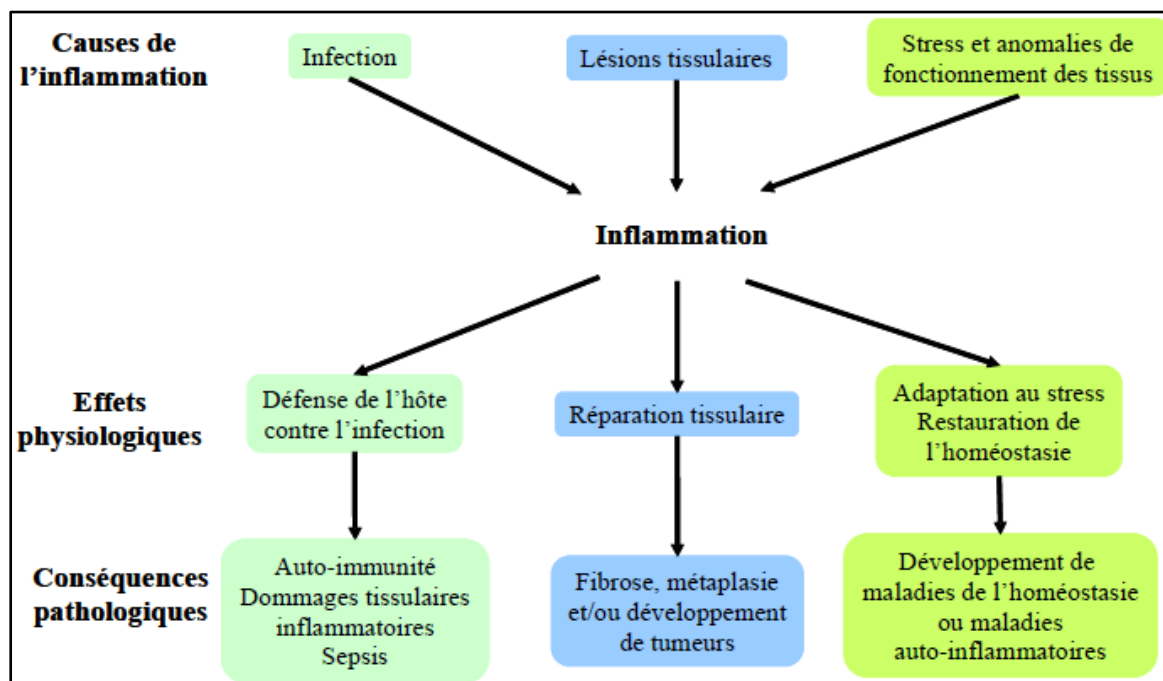 Causes de
l’inflammation
Infection
Lésions tissulaires
Stress et anomalies de
fonctionnement des tissus
Inflammation
Effets
physiologiques
Défense de l’hôte
contre l’infection
Réparation tissulaire
Adaptation au stress
Restauration de
l’homéostasie
Conséquences
pathologiques
Auto-immunité
Dommages tissulaires
inflammatoires
Sepsis
Fibrose, métaplasie
et/ou développement
de tumeurs
Développement de
maladies de l’homéostasie
ou maladies
auto-inflammatoires